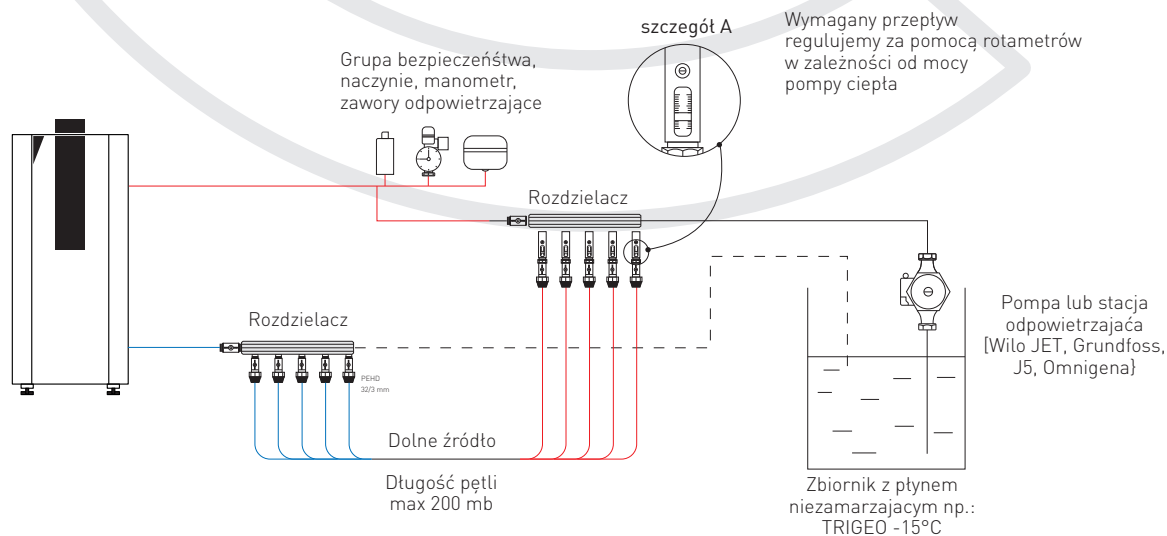 szczegół A
Wymagany przepływ
regulujemy za pomocą rotametrów
w zależności od mocy
pompy ciepła
Grupa bezpieczeńśtwa,
naczynie, manometr,
zawory odpowietrzające
Rozdzielacz
Rozdzielacz
PEHD
32/3 mm
Pompa lub stacja
odpowietrzajaća
[Wilo JET, Grundfoss,
J5, Omnigena}
Dolne źródło
Długość pętli
max 200 mb
Zbiornik z płynem
niezamarzajacym np.:
TRIGEO -15°C